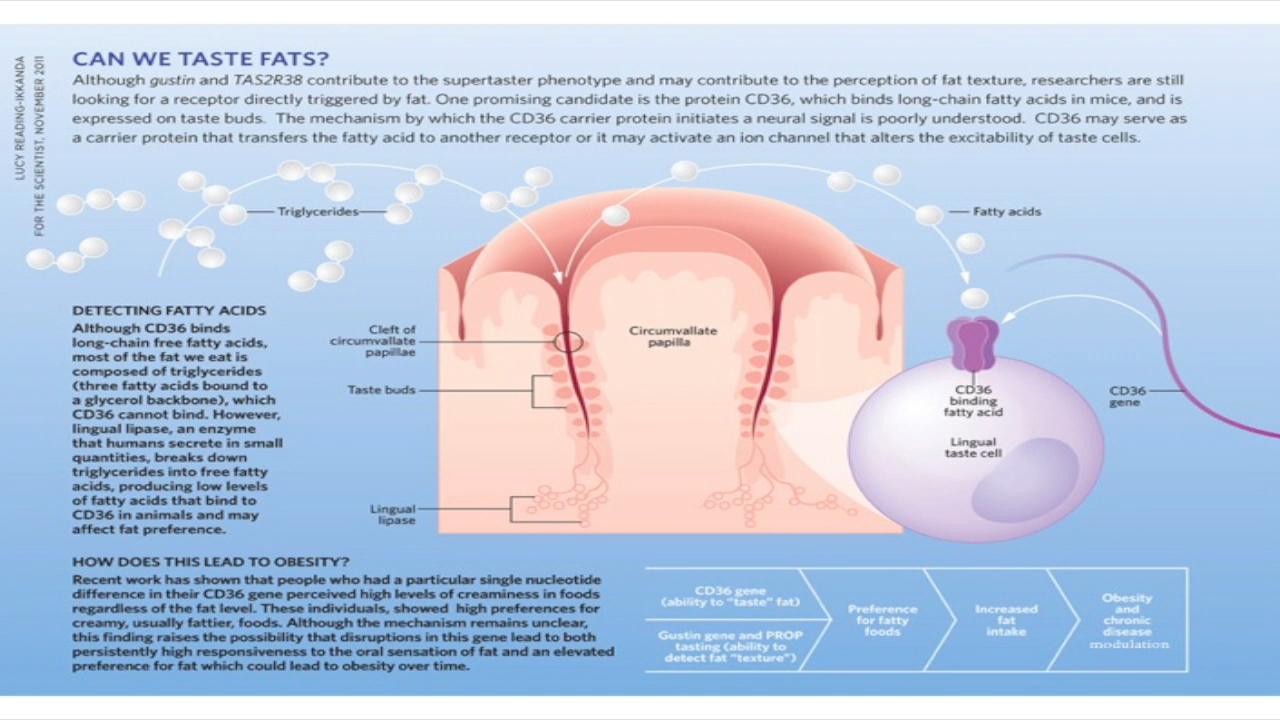 LUCY READING-IKKANDA
FOR THE SCIENTIST, NOVEMBER 2011
CAN WE TASTE FATS?
Although gustin and TAS2R38 contribute to the supertaster phenotype and may contribute to the perception of fat texture, researchers are still
looking for a receptor directly triggered by fat. One promising candidate is the protein CD36, which binds long-chain fatty acids in mice, and is
expressed on taste buds. The mechanism by which the CD36 carrier protein initiates a neural signal is poorly understood. CD36 may serve as
a carrier protein that transfers the fatty acid to another receptor or it may activate an ion channel that alters the excitability of taste cells.
Triglycerides
Fatty acids
DETECTING FATTY ACIDS
Although CD36 binds
long-chain free fatty acids,
most of the fat we eat is
composed of triglycerides
(three fatty acids bound to
a glycerol backbone), which
CD36 cannot bind. However,
lingual lipase, an enzyme
that humans secrete in small
quantities, breaks down
triglycerides into free fatty
acids, producing low levels
of fatty acids that bind to
CD36 in animals and may
affect fat preference.
Cleft of
circumvallate
papillae
Taste buds
Lingual
lipase
Circumvallate
papilla
CD36
binding
fatty acid
Lingual
taste cell
CD36
gene
HOW DOES THIS LEAD TO OBESITY?
Recent work has shown that people who had a particular single nucleotide
difference in their CD36 gene perceived high levels of creaminess in foods
regardless of the fat level. These individuals, showed high preferences for
creamy, usually fattier, foods. Although the mechanism remains unclear,
this finding raises the possibility that disruptions in this gene lead to both
persistently high responsiveness to the oral sensation of fat and an elevated
preference for fat which could lead to obesity over time.
CD36 gene
(ability to "taste" fat)
Gustin gene and PROP
tasting (ability to
detect fat "texture")
Preference
for fatty
foods
Increased
fat
intake
Obesity
and
chronic
disease
modulation